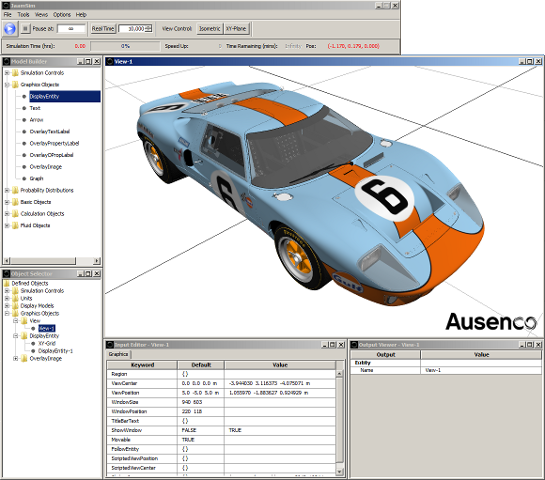 JaamSim
File Tools Views Options Help
Pause at: ∞ Real Time 10,000 View Control: Isometric XY-Plane
Simulation Time (hrs): 0.00 0% Speed Up: 0 Time Remaining (mins): Infinity Pos: (-1.170, 0.179, 0.000)
Model Builder
Simulation Controls
Graphics Objects
DisplayEntity
Text
Arrow
OverlayTextLabel
OverlayPropertyLabel
OverlayOPropLabel
OverlayImage
Graph
Probability Distributions
Basic Objects
Calculation Objects
Fluid Objects
View-1
6
6
6
Ausenco
Object Selector
Defined Objects
Simulation Controls
Units
Display Models
Graphics Objects
View
View-1
DisplayEntity
XY-Grid
DisplayEntity-1
OverlayImage
Input Editor - View-1
Graphics
Keyword Default Value
Region {}
ViewCenter 0.0 0.0 0.0 m -3.944030 3.116373 -4.075071 m
ViewPosition 5.0 -5.0 5.0 m 1.055970 -1.883627 0.924929 m
WindowSize 940 603
WindowPosition 220 118
TitleBarText {}
ShowWindow FALSE TRUE
Movable TRUE
FollowEntity {}
ScriptedViewPosition {}
ScriptedViewCenter {}
Output Viewer - View-1
Output Value
Entity
Name View-1